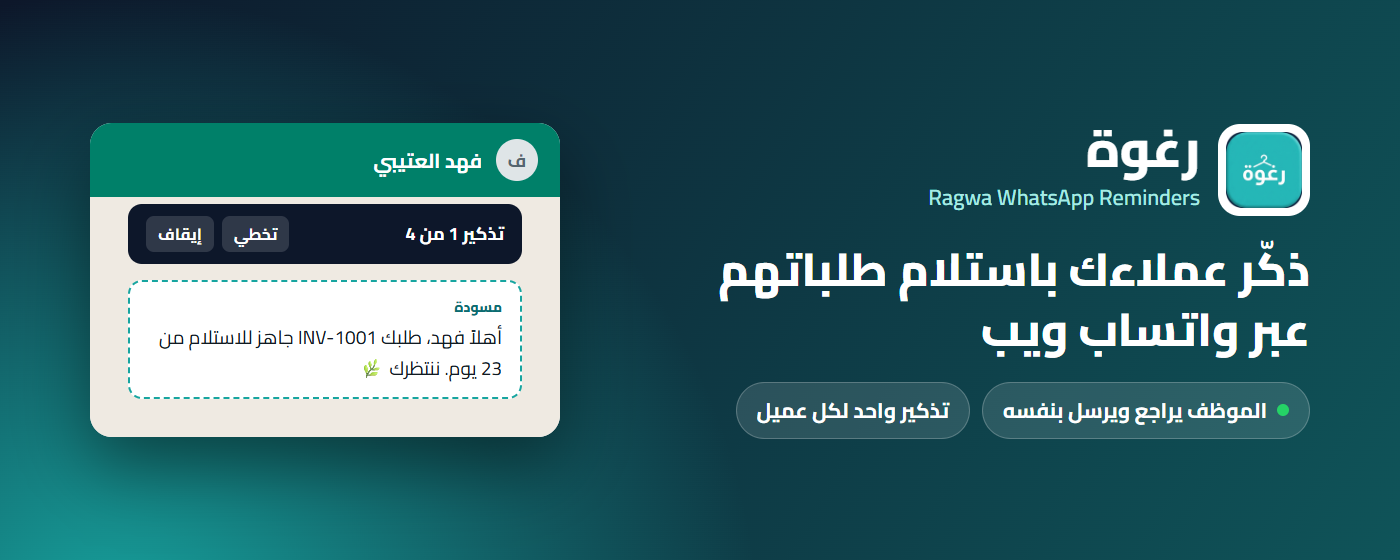 رغوة
رغوة
Ragwa WhatsApp Reminders
ذكّر عملاءك باستلام طلباتهم
عبر واتساب ويب
الموظف يراجع ويرسل بنفسه
تذكير واحد لكل عميل
ف
فهد العتيبي
تذكير 1 من 4
تخطي
إيقاف
مسودة
أهلاً فهد، طلبك INV-1001 جاهز للاستلام من
23 يوم. ننتظرك 🌿